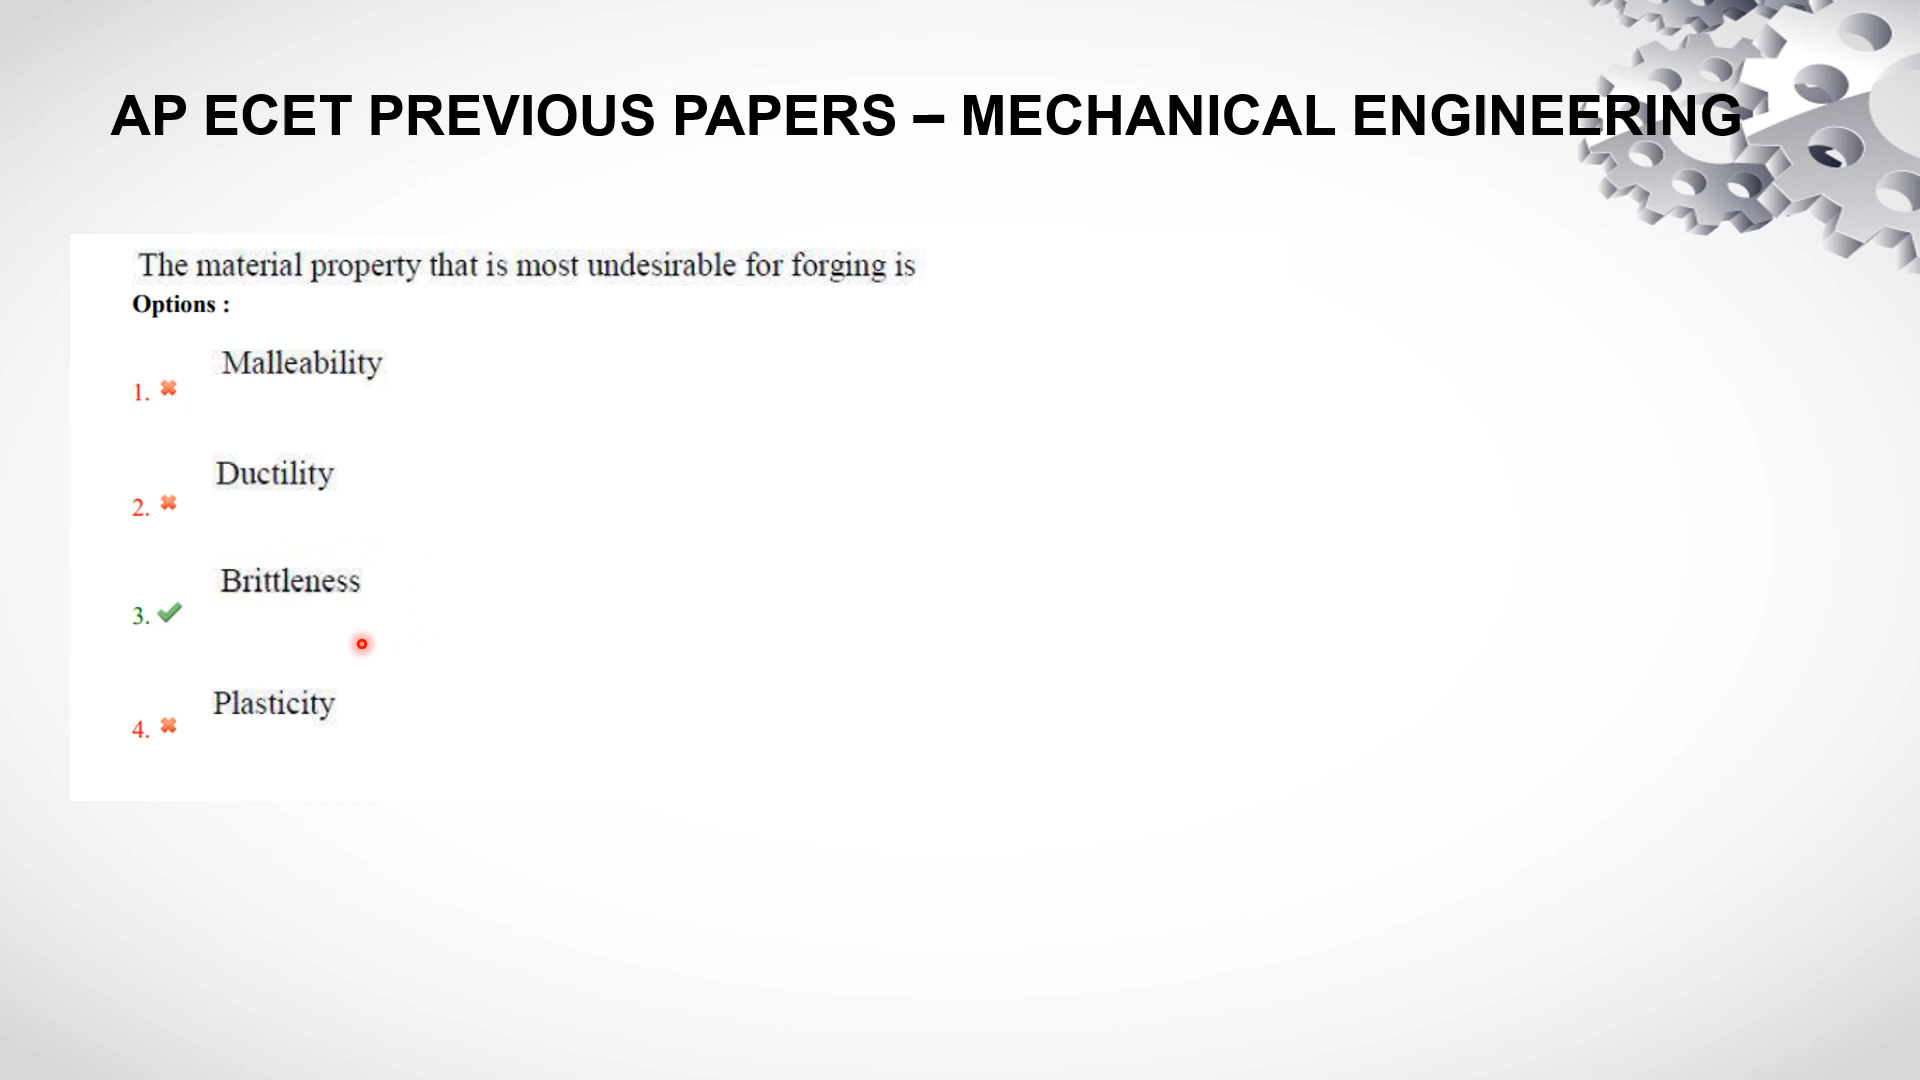 AP ECET PREVIOUS PAPERS – MECHANICAL ENGINEERING
The material property that is most undesirable for forging is
Options :
Malleability
1.
Ductility
2.
Brittleness
3.
Plasticity
4.